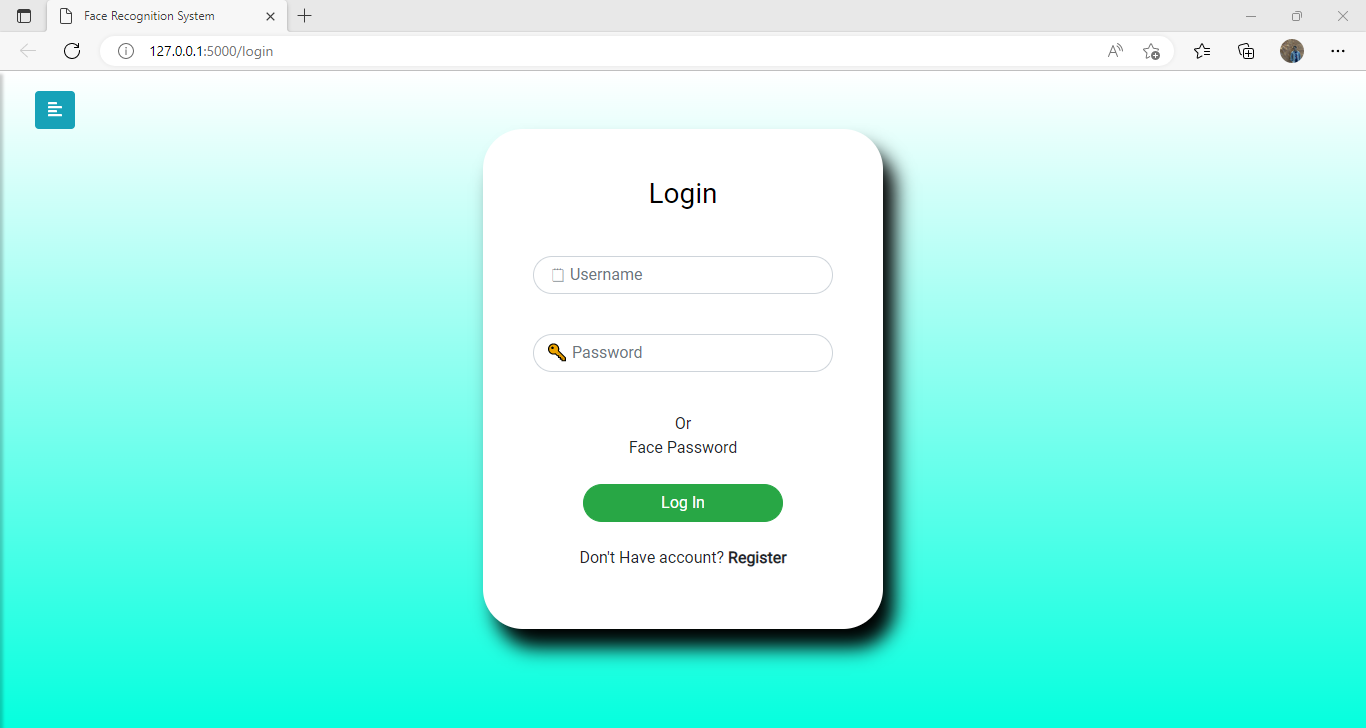 Face Recognition System
127.0.0.1:5000/login
Login
Username
Password
Or
Face Password
Log In
Don't Have account? Register